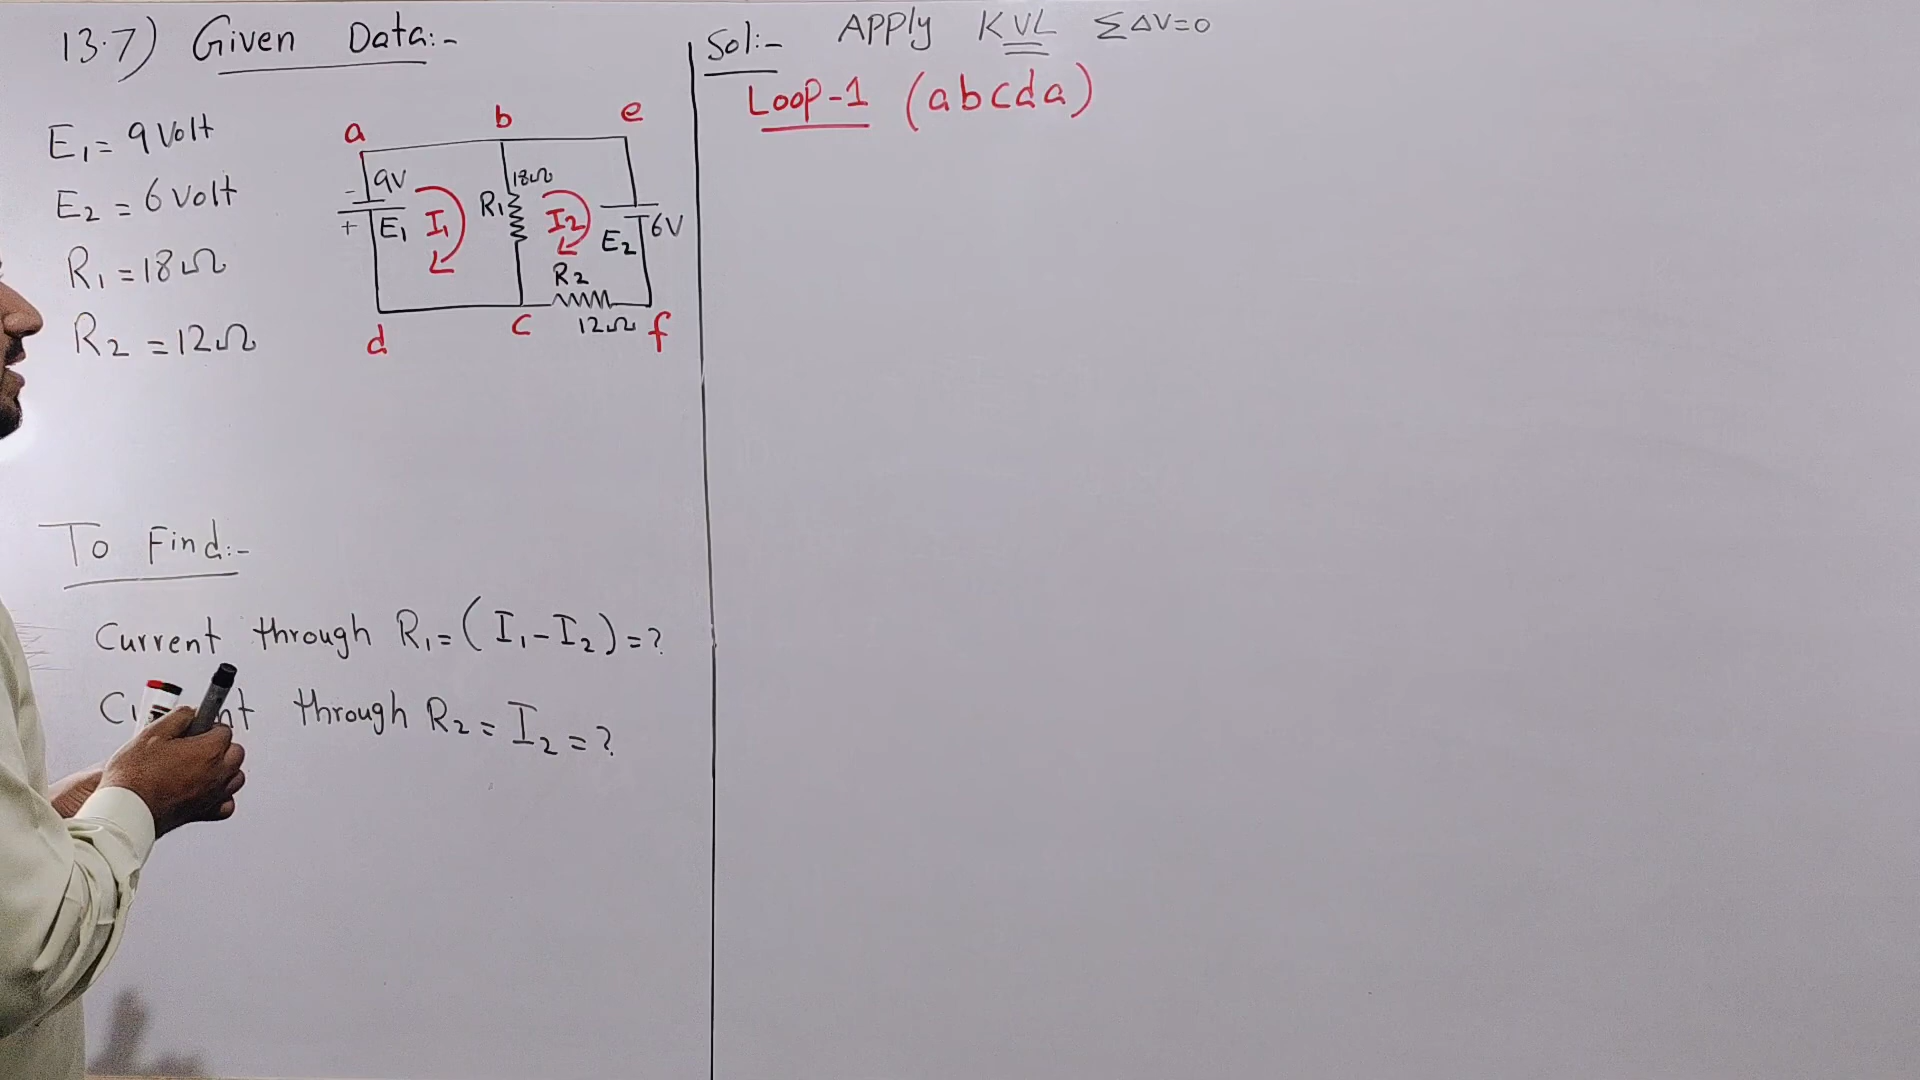 13.7) Given Data:-
E₁ = 9 Volt
E₂ = 6 Volt
R₁ = 18Ω
R₂ = 12Ω
a b e
- 9V
+ E₁ I₁
18Ω
R₁ I₂
E₂ 6V
R₂
12Ω
d c f
To Find:-
Current through R₁ = (I₁ - I₂) = ?
through R₂ = I₂ = ?
Sol:- APPly KVL ΣΔV=0
Loop-1 (abcda)